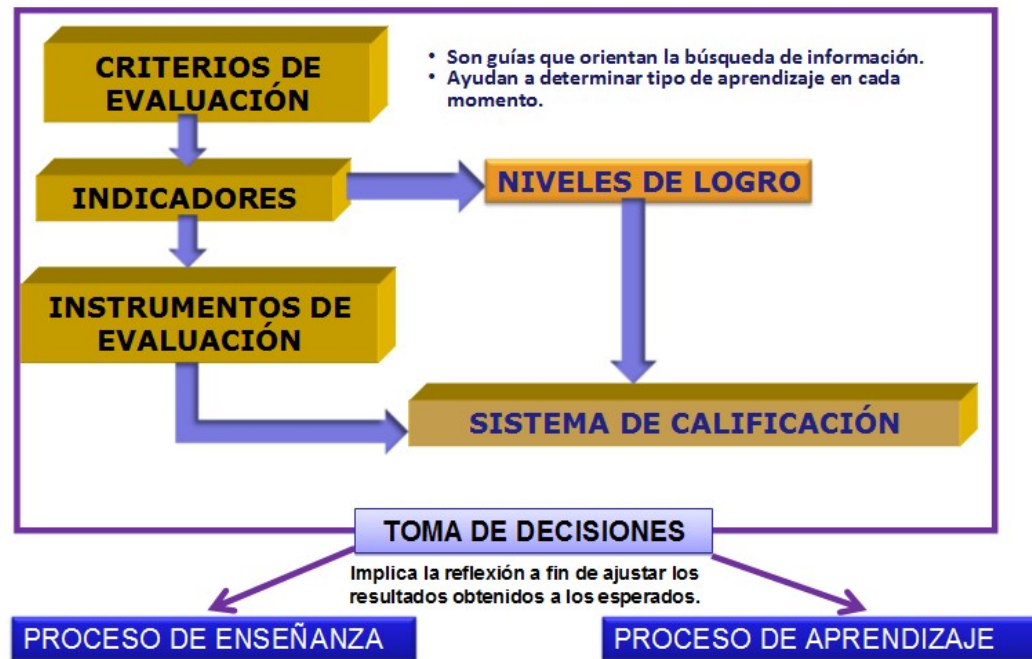 CRITERIOS DE
EVALUACIÓN
• Son guías que orientan la búsqueda de información.
• Ayudan a determinar tipo de aprendizaje en cada
momento.
INDICADORES
NIVELES DE LOGRO
INSTRUMENTOS DE
EVALUACIÓN
SISTEMA DE CALIFICACIÓN
TOMA DE DECISIONES
Implica la reflexión a fin de ajustar los
resultados obtenidos a los esperados.
PROCESO DE ENSEÑANZA
PROCESO DE APRENDIZAJE